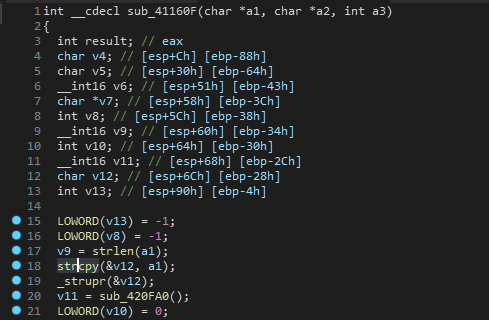 1 int __cdecl sub_41160F(char *a1, char *a2, int a3)
2 {
3 int result; // eax
4 char v4; // [esp+Ch] [ebp-88h]
5 char v5; // [esp+30h] [ebp-64h]
6 __int16 v6; // [esp+51h] [ebp-43h]
7 char *v7; // [esp+58h] [ebp-3Ch]
8 int v8; // [esp+5Ch] [ebp-38h]
9 __int16 v9; // [esp+60h] [ebp-34h]
10 int v10; // [esp+64h] [ebp-30h]
11 __int16 v11; // [esp+68h] [ebp-2Ch]
12 char v12; // [esp+6Ch] [ebp-28h]
13 int v13; // [esp+90h] [ebp-4h]
14
15 LOWORD(v13) = -1;
16 LOWORD(v8) = -1;
17 v9 = strlen(a1);
18 strcpy(&v12, a1);
19 _strupr(&v12);
20 v11 = sub_420FA0();
21 LOWORD(v10) = 0;